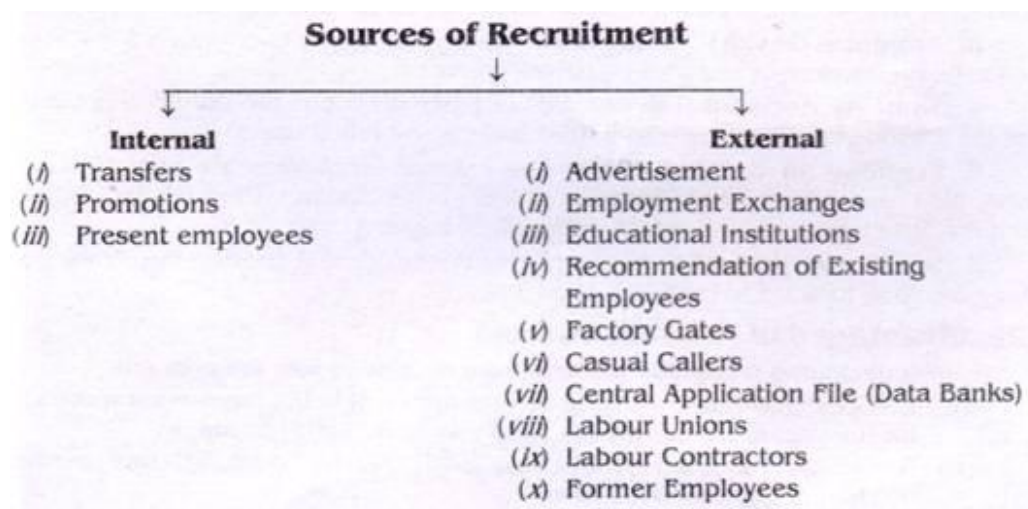 Sources of Recruitment
Internal
(i) Transfers
(ii) Promotions
(iii) Present employees
External
(i) Advertisement
(ii) Employment Exchanges
(iii) Educational Institutions
(iv) Recommendation of Existing
Employees
(v) Factory Gates
(vi) Casual Callers
(vii) Central Application File (Data Banks)
(viii) Labour Unions
(ix) Labour Contractors
(x) Former Employees